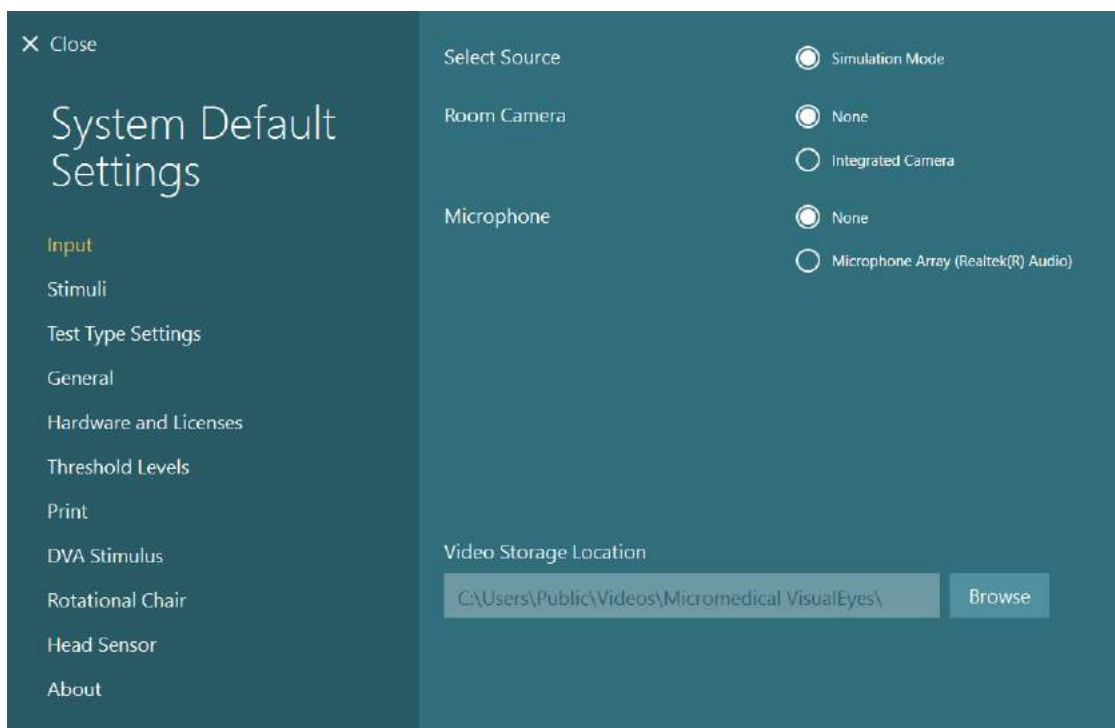 Close
System Default
Settings
Input
Stimuli
Test Type Settings
General
Hardware and Licenses
Threshold Levels
Print
DVA Stimulus
Rotational Chair
Head Sensor
About
Select Source
Simulation Mode
Room Camera
None
Integrated Camera
Microphone
None
Microphone Array (Realtek(R) Audio)
Video Storage Location
C:\Users\Public\Videos\Micromedical VisualEyes\
Browse